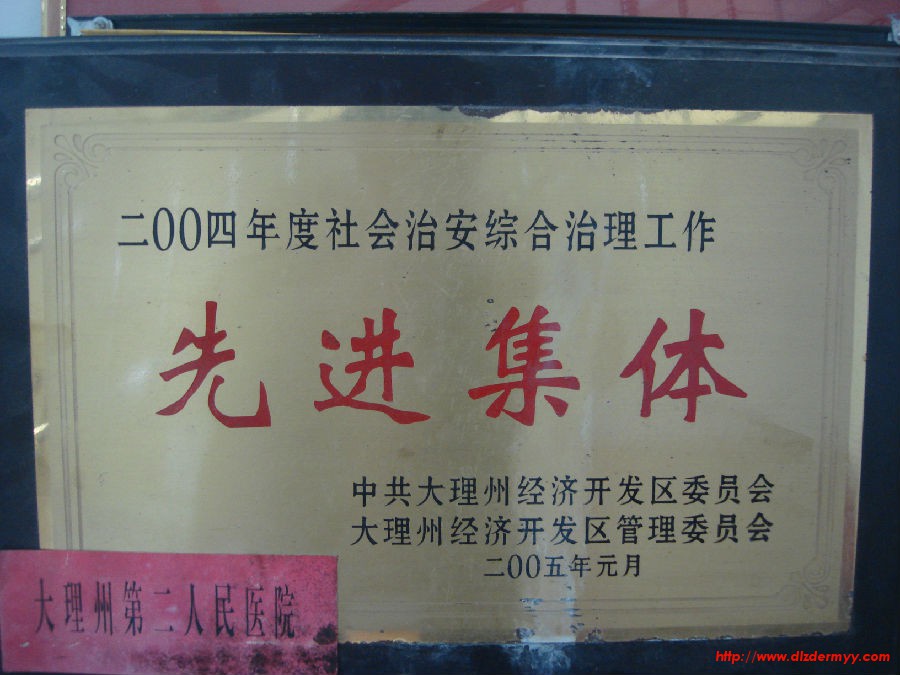 二00四年度社会治安综合治理工作
先进集体
中共大理州经济开发区委员会
大理州经济开发区管理委员会
二00五年元月
大理州第二人民医院
http://www.dlzdermyy.com